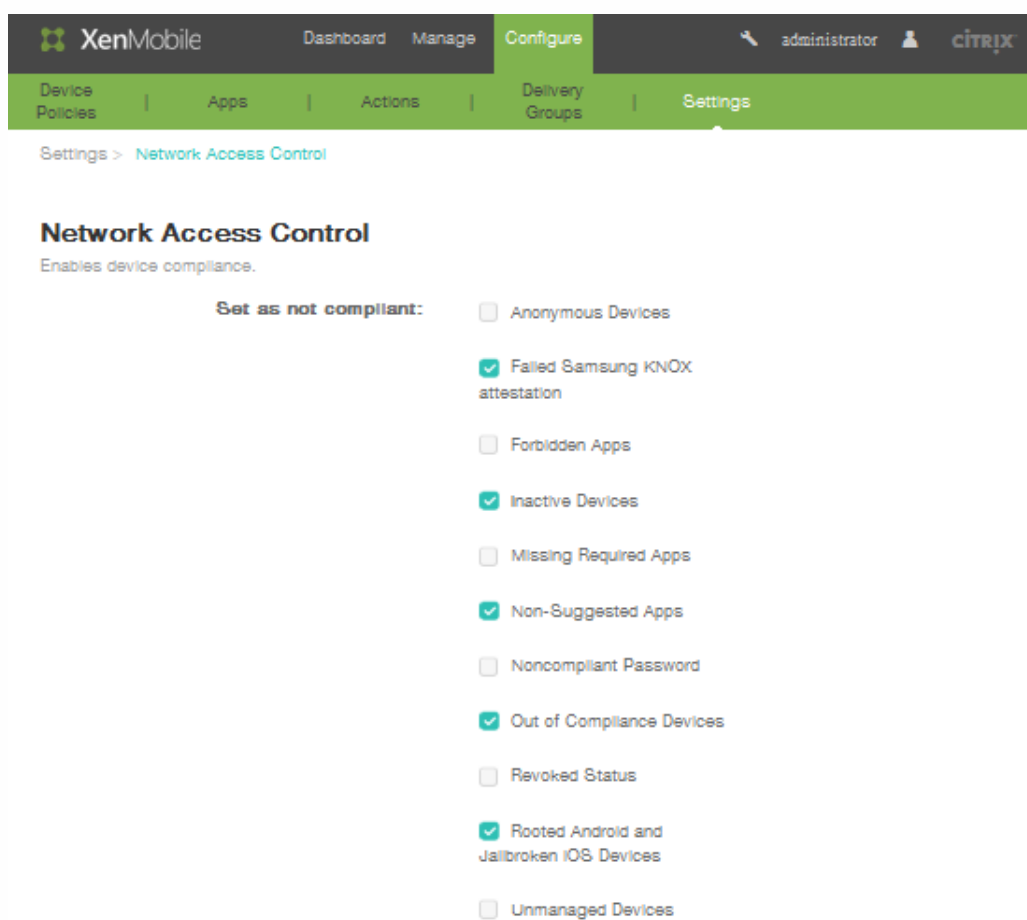 XenMobile Dashboard Manage Configure administrator CİTRIX
Device Policies | Apps | Actions | Delivery Groups | Settings
Settings > Network Access Control
Network Access Control
Enables device compliance.
Set as not compliant:
Anonymous Devices
Failed Samsung KNOX
attestation
Forbidden Apps
Inactive Devices
Missing Required Apps
Non-Suggested Apps
Noncompliant Password
Out of Compliance Devices
Revoked Status
Rooted Android and
Jailbroken iOS Devices
Unmanaged Devices